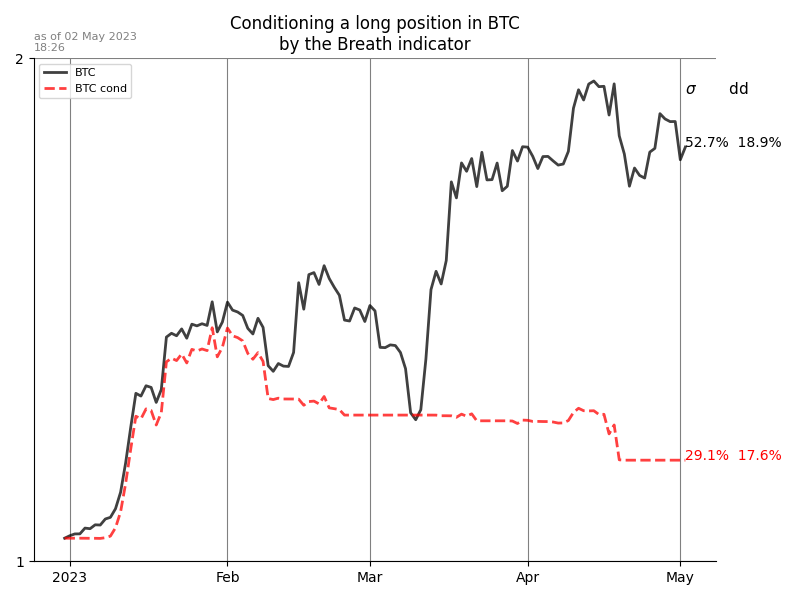 Conditioning a long position in BTC
by the Breath indicator
as of 02 May 2023
18:26
2
BTC
BTC cond
σ dd
52.7% 18.9%
29.1% 17.6%
1
2023 Feb Mar Apr May